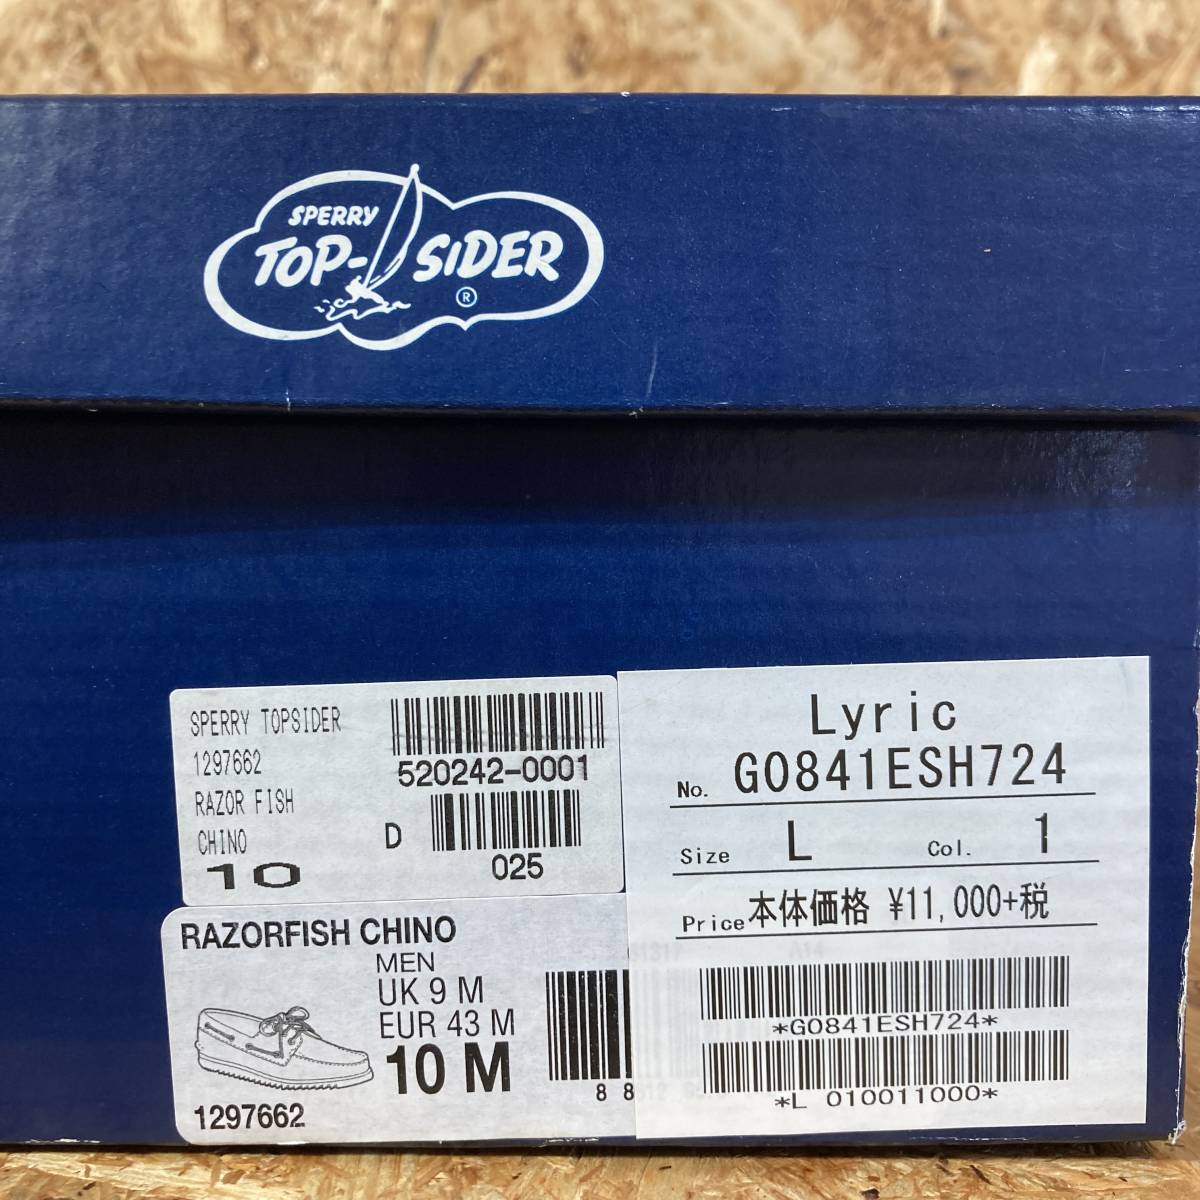 SPERRY
TOP-SIDER
®
SPERRY TOPSIDER
1297662
RAZOR FISH
CHINO
10
520242-0001
D
025
RAZORFISH CHINO
MEN
UK 9 M
EUR 43 M
10 M
1297662
8 8
Lyric
No. G0841ESH724
Size L Col. 1
Price 本体価格 ¥11,000+税
*G0841ESH724*
*L 010011000*